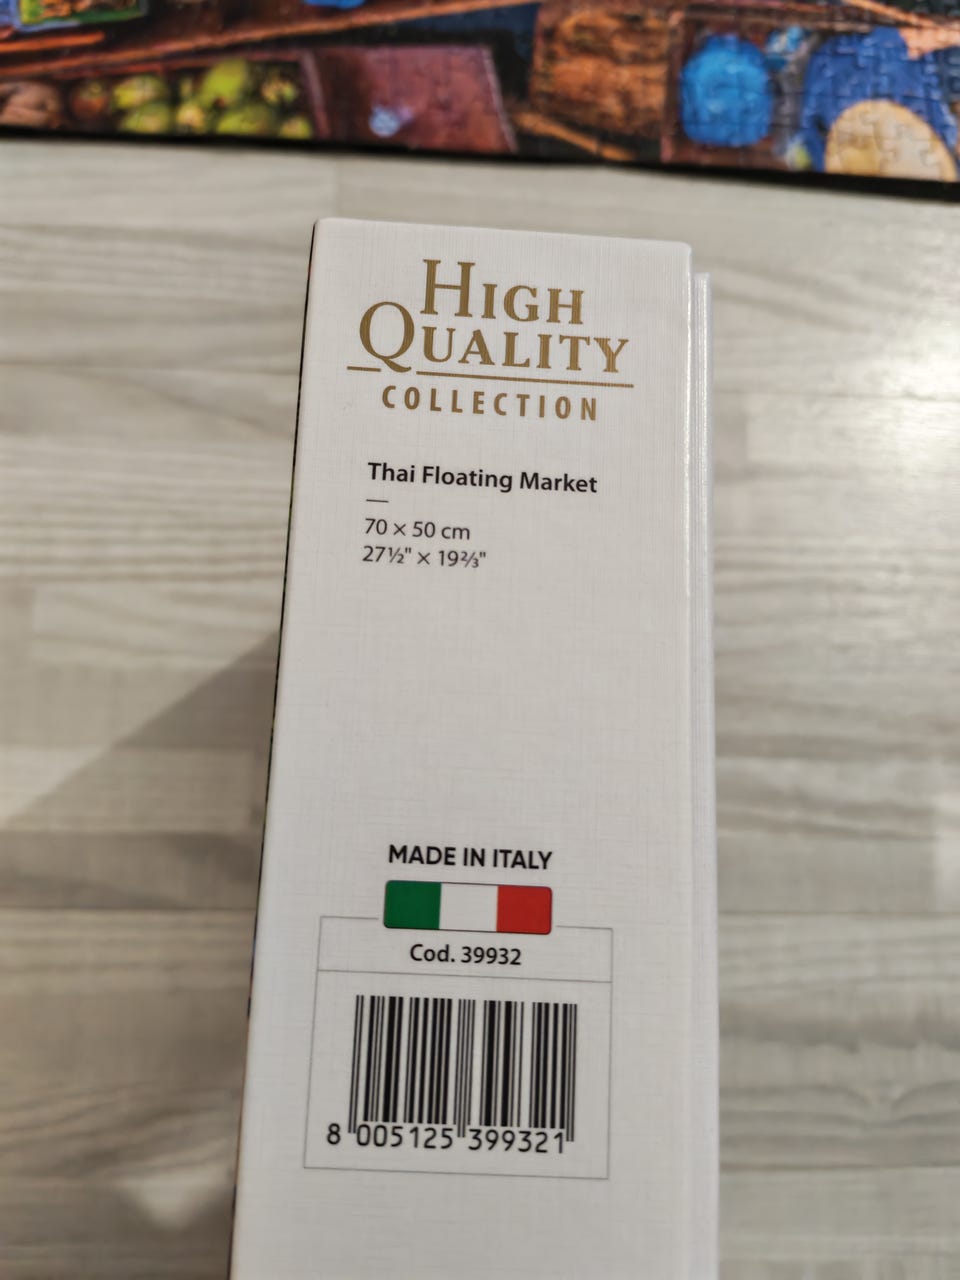 HIGH
QUALITY
COLLECTION
Thai Floating Market
70 × 50 cm
27½" × 19⅔"
MADE IN ITALY
Cod. 39932
8 005125 399321